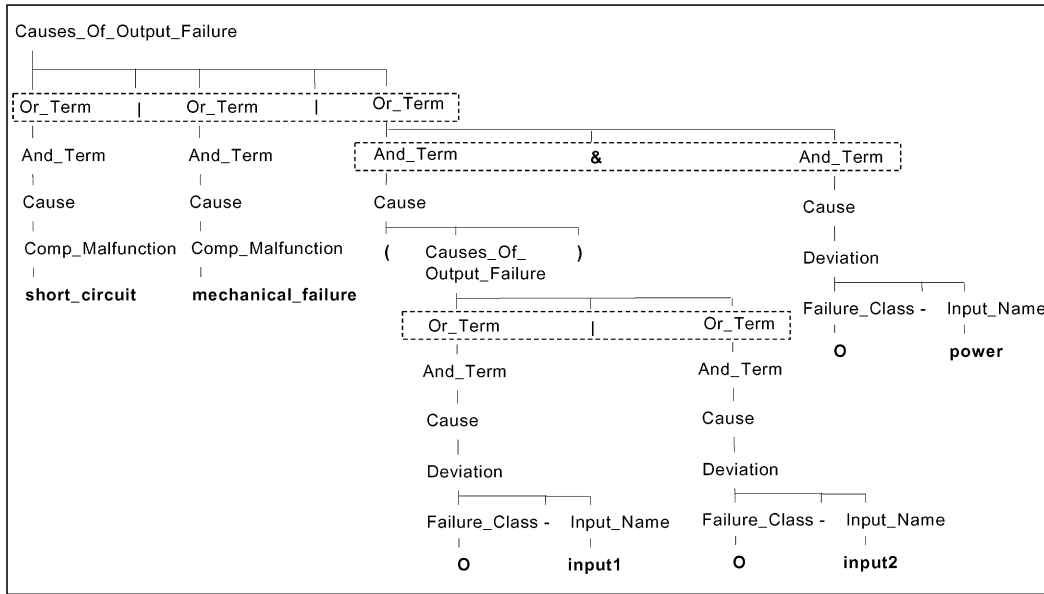 Causes_Of_Output_Failure
Or_Term | Or_Term | Or_Term
And_Term And_Term And_Term & And_Term
Cause Cause Cause Cause
Comp_Malfunction Comp_Malfunction ( Causes_Of_ ) Deviation
Output_Failure
short_circuit mechanical_failure Failure_Class - Input_Name
Or_Term | Or_Term O power
And_Term And_Term
Cause Cause
Deviation Deviation
Failure_Class - Input_Name Failure_Class - Input_Name
O input1 O input2